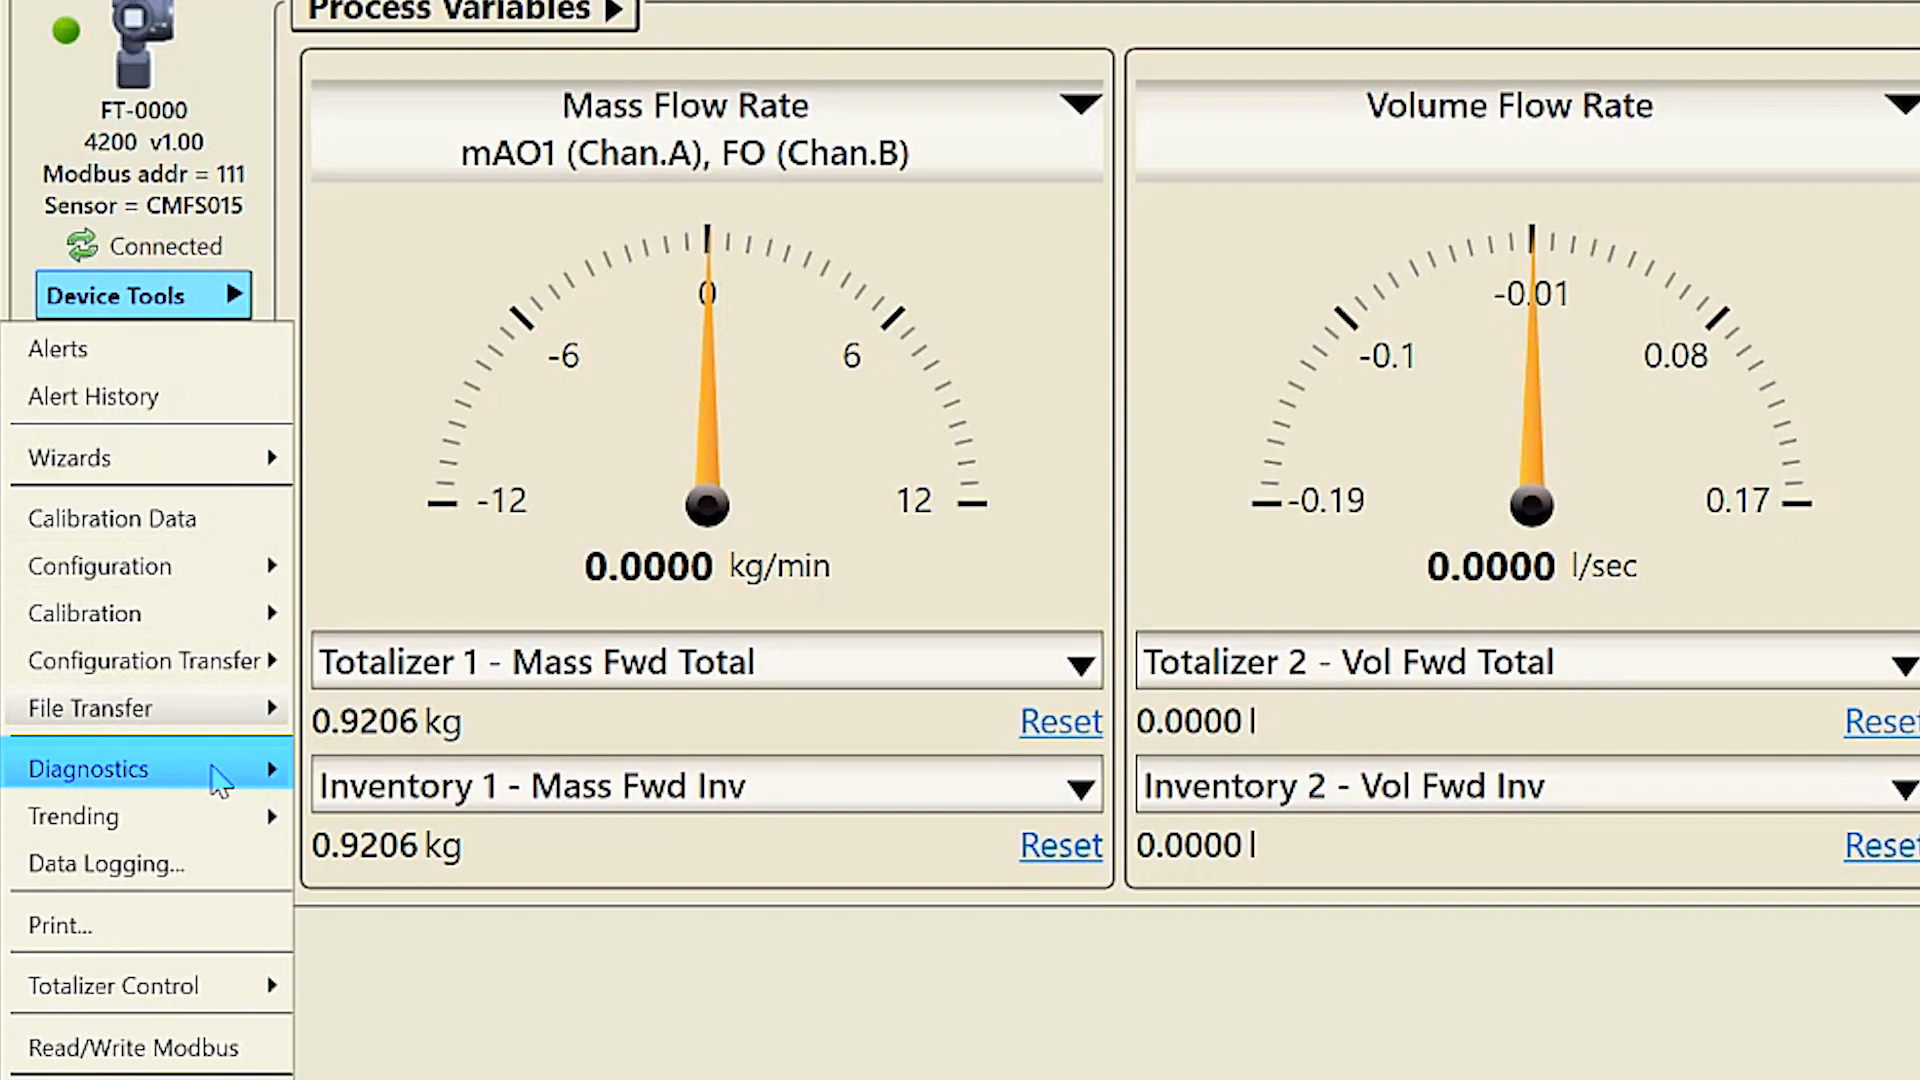 Process Variables
FT-0000
4200 v1.00
Modbus addr = 111
Sensor = CMFS015
Connected
Device Tools
Alerts
Alert History
Wizards
Calibration Data
Configuration
Calibration
Configuration Transfer
File Transfer
Diagnostics
Trending
Data Logging...
Print...
Totalizer Control
Read/Write Modbus
Mass Flow Rate
mAO1 (Chan.A), FO (Chan.B)
0
-6 6
-12 12
0.0000 kg/min
Totalizer 1 - Mass Fwd Total
0.9206 kg Reset
Inventory 1 - Mass Fwd Inv
0.9206 kg Reset
Volume Flow Rate
-0.01
-0.1 0.08
-0.19 0.17
0.0000 l/sec
Totalizer 2 - Vol Fwd Total
0.0000 l Reset
Inventory 2 - Vol Fwd Inv
0.0000 l Reset